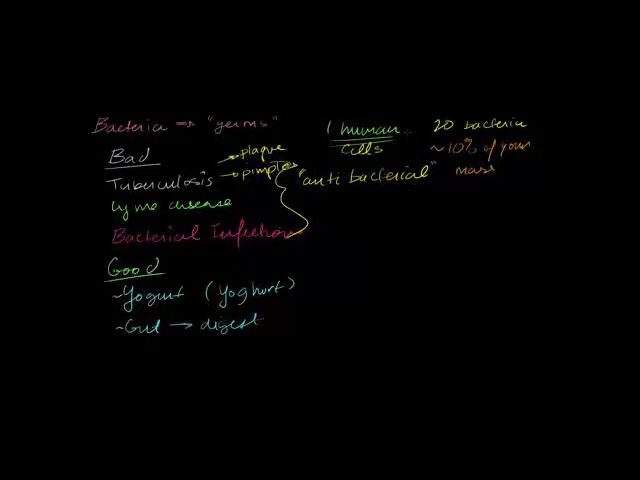 Bacteria => "germs"
1 human : 20 bacteria
cells ~10% of your mass
Bad
→ plaque
Tuberculosis → pimples
"anti bacterial"
Lyme disease
Bacterial Infection
Good
~Yogurt (Yoghurt)
~Gut → digest